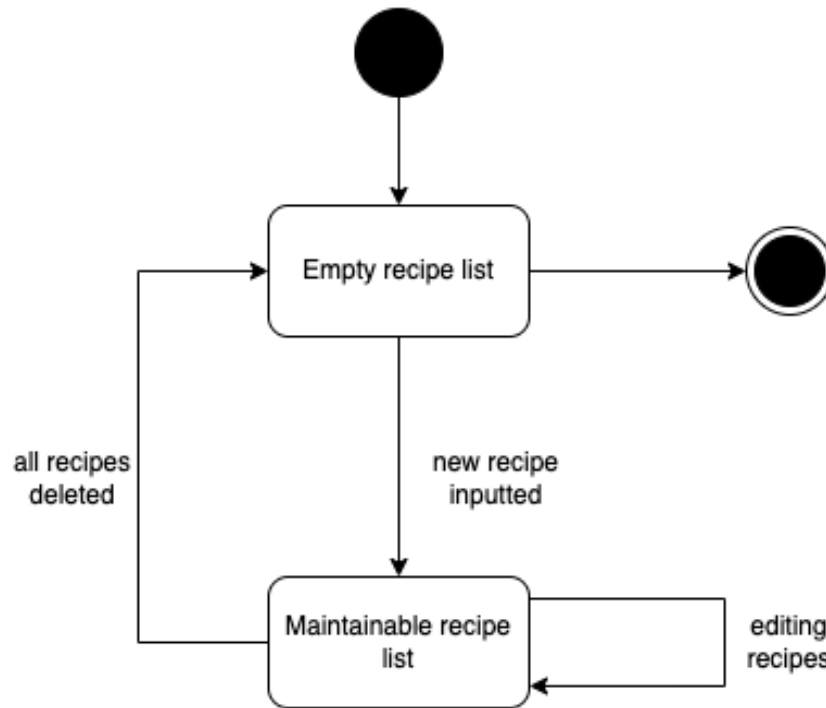 Empty recipe list
all recipes
deleted
new recipe
inputted
Maintainable recipe
list
editing
recipes